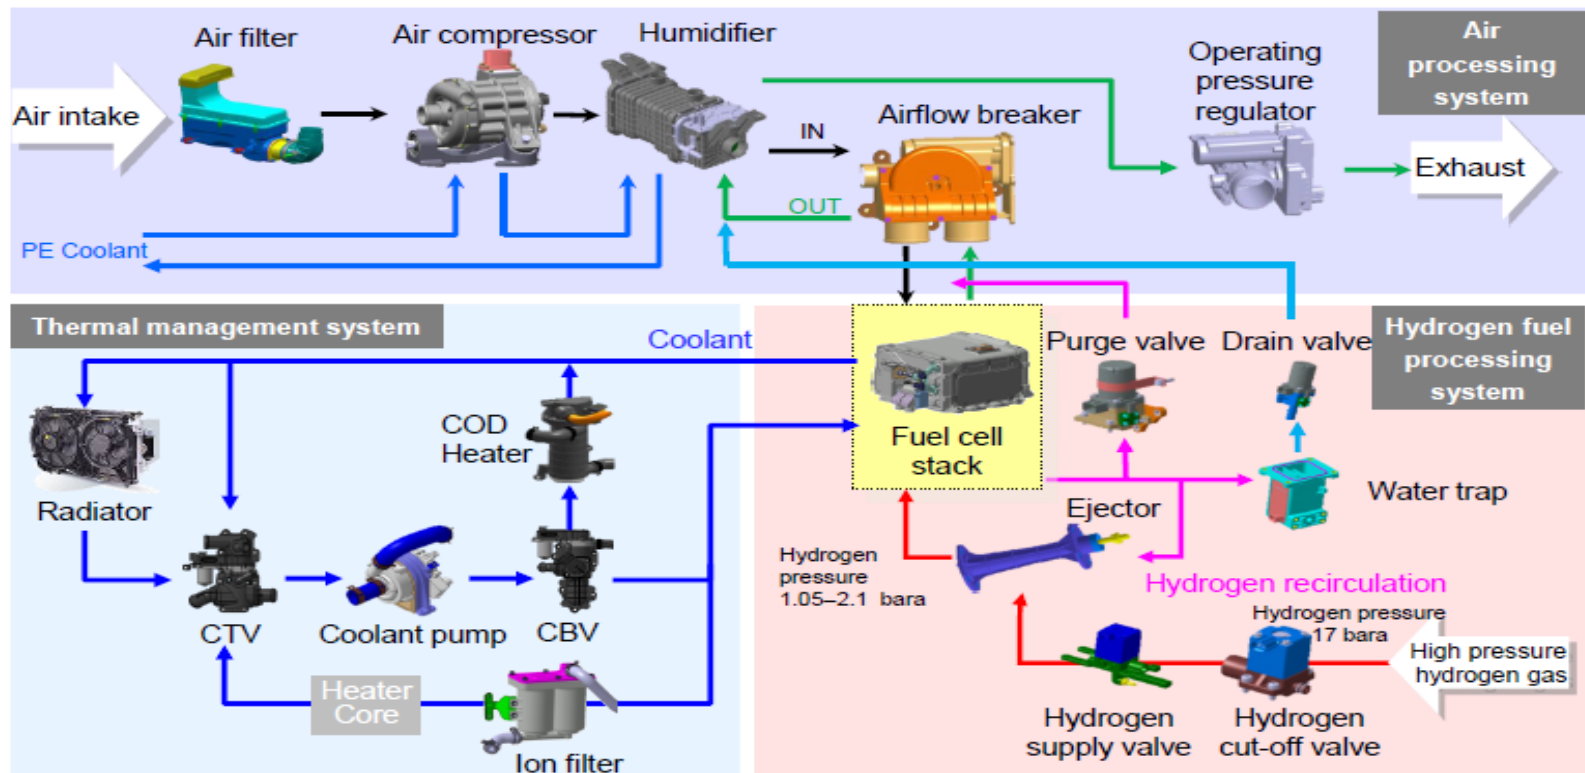 Air filter
Air compressor
Humidifier
Operating
pressure
regulator
Air
processing
system
Air intake
IN
Airflow breaker
Exhaust
OUT
PE Coolant
Thermal management system
Coolant
Purge valve
Drain valve
Hydrogen fuel
processing
system
COD
Heater
Fuel cell
stack
Radiator
Ejector
Water trap
Hydrogen
pressure
1.05–2.1 bara
Hydrogen recirculation
Hydrogen pressure
17 bara
CTV
Coolant pump
CBV
High pressure
hydrogen gas
Heater
Core
Hydrogen
supply valve
Hydrogen
cut-off valve
Ion filter